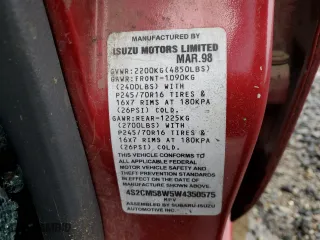 MANUFACTURED BY
ISUZU MOTORS LIMITED
MAR.98
GVWR:2200KG(4850LBS)
GAWR:FRONT-1090KG
(2400LBS) WITH
P245/70R16 TIRES &
16x7 RIMS AT 180KPA
(26PSI) COLD.
GAWR:REAR-1225KG
(2700LBS) WITH
P245/70R16 TIRES &
16x7 RIMS AT 180KPA
(26PSI) COLD.
THIS VEHICLE CONFORMS TO
ALL APPLICABLE FEDERAL
MOTOR VEHICLE SAFETY
STANDARDS IN EFFECT ON THE DATE
OF MANUFACTURE SHOWN ABOVE.
4S2CM58W5W4350575
MPV
ASSEMBLED BY SUBARU-ISUZU
AUTOMOTIVE INC.